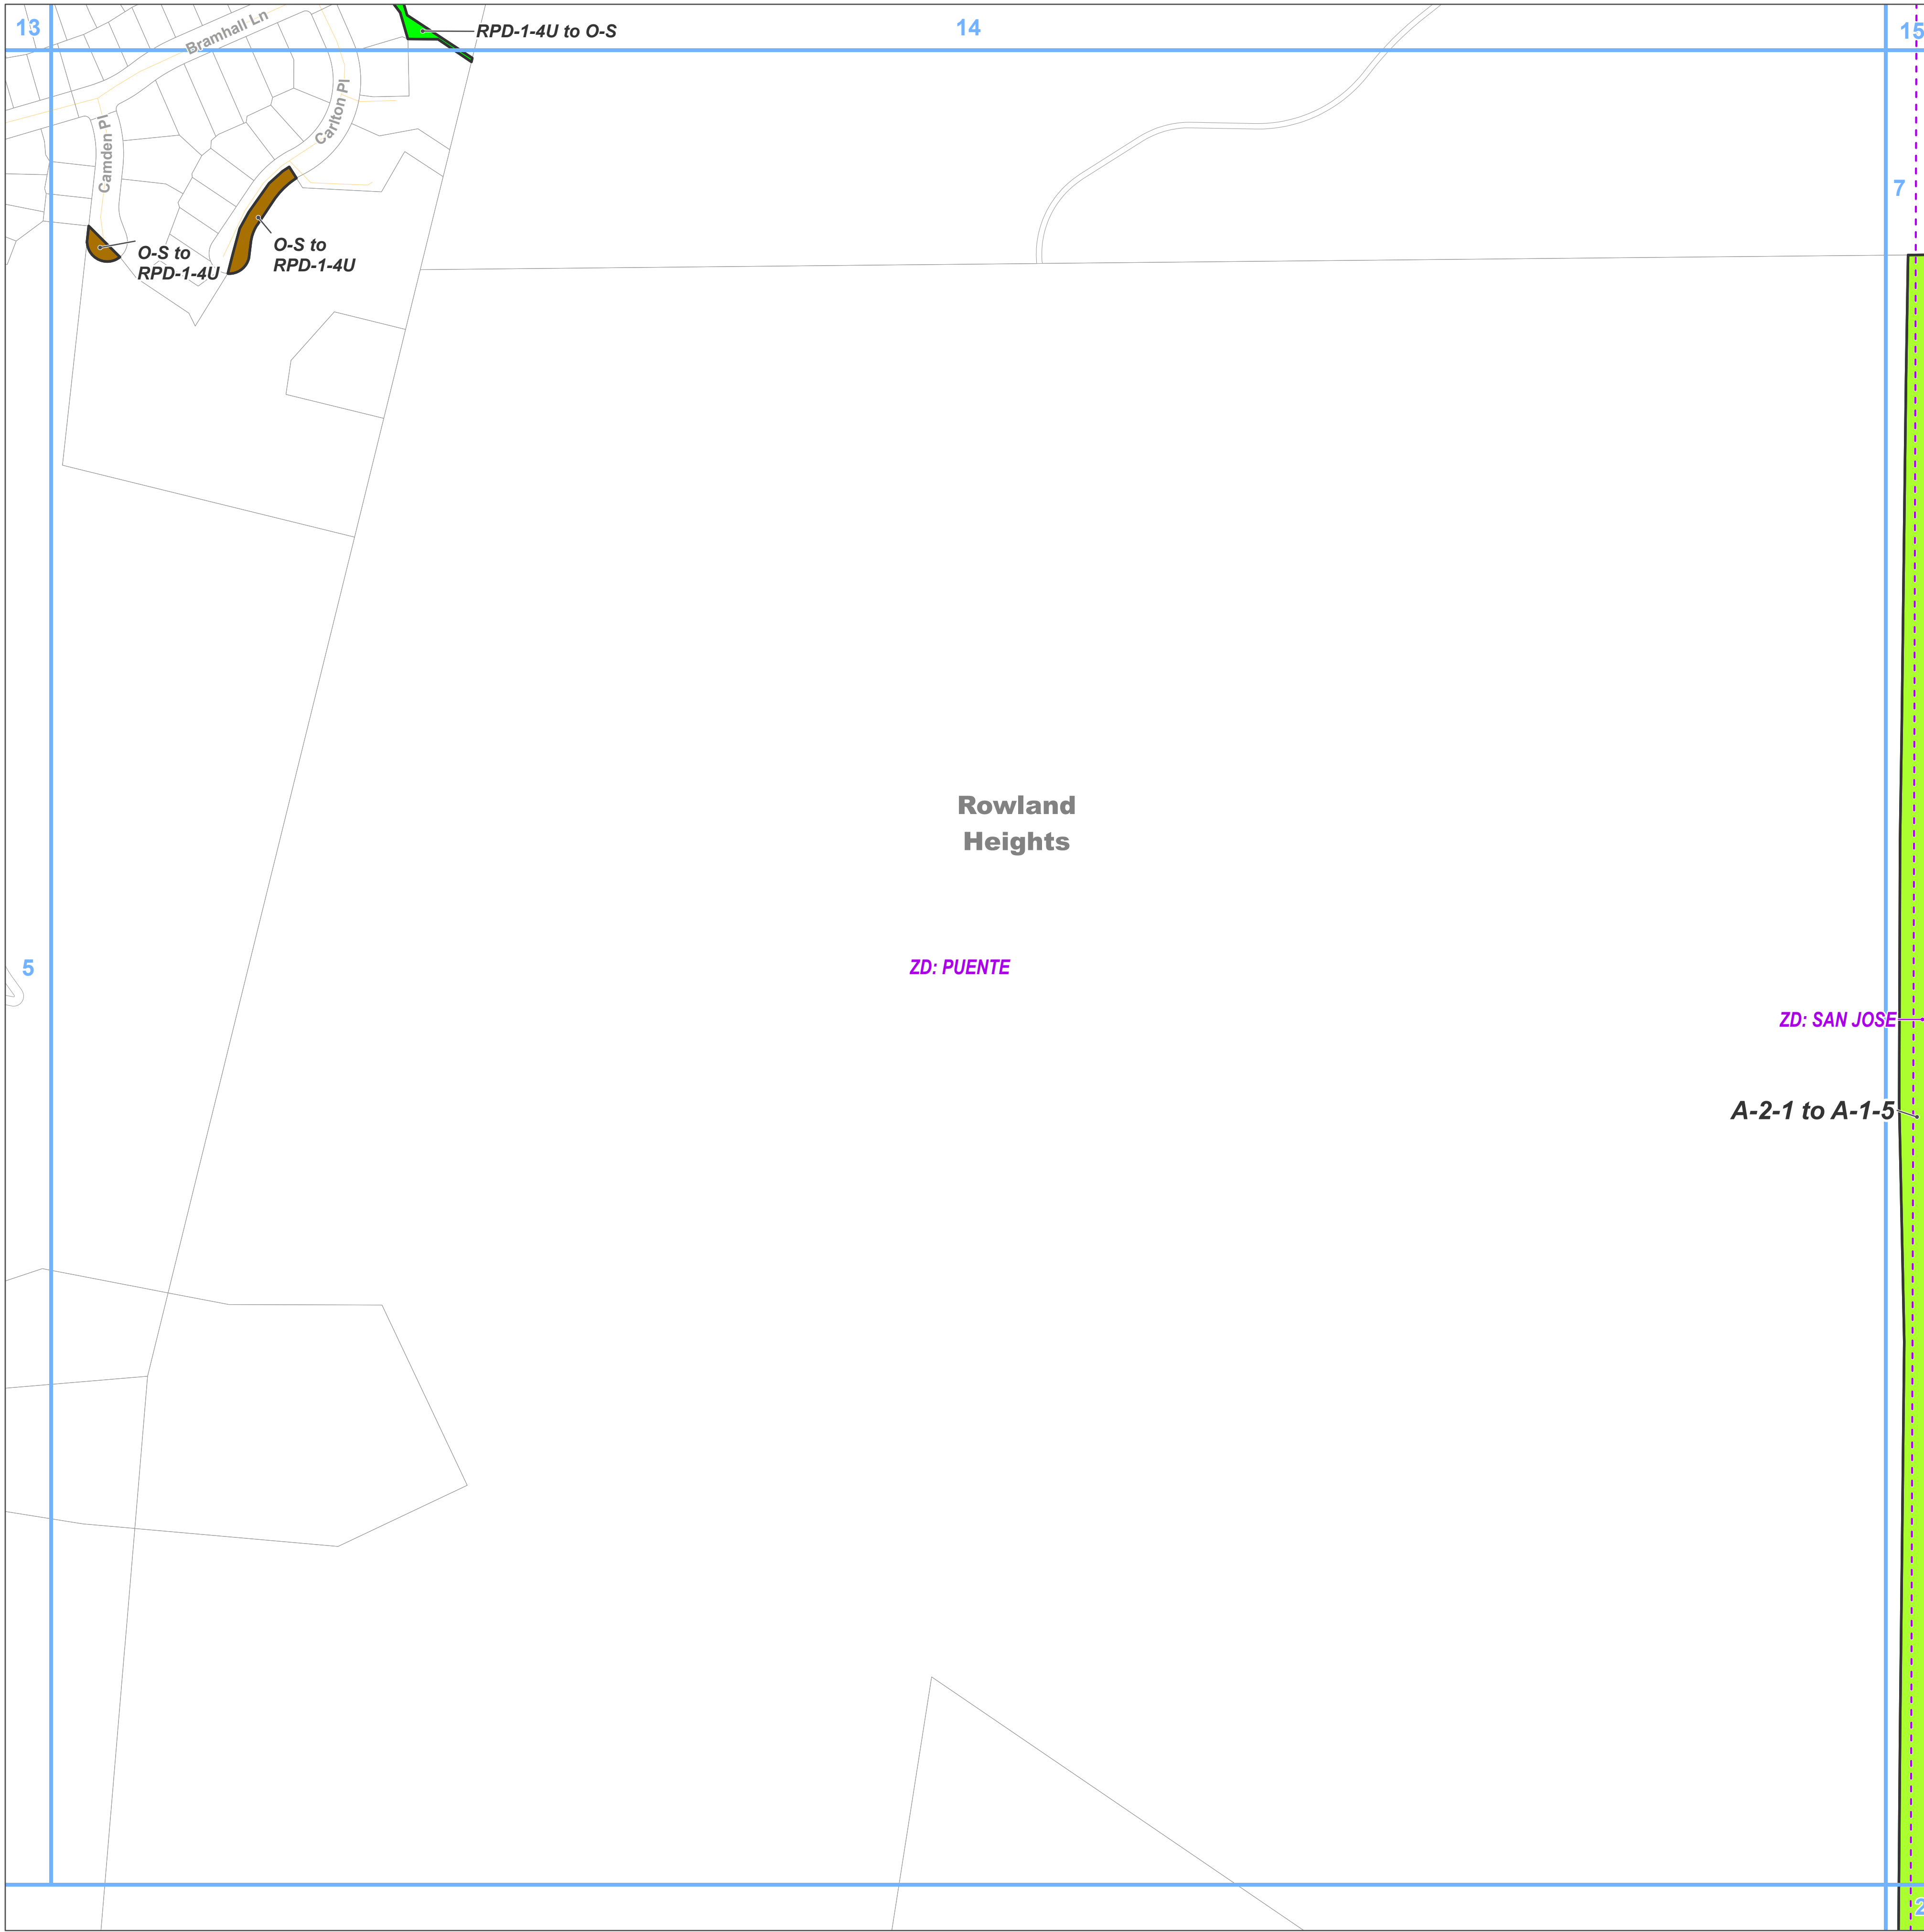 13
14
15
Bramhall Ln
RPD-1-4U to O-S
Carlton Pl
Camden Pl
7
O-S to
RPD-1-4U
O-S to
RPD-1-4U
Rowland
Heights
ZD: PUENTE
5
ZD: SAN JOSE
A-2-1 to A-1-5
2